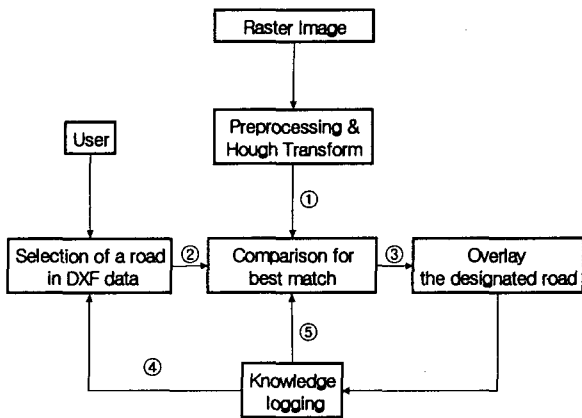 Raster Image
Preprocessing &
Hough Transform
User
①
Selection of a road
in DXF data
②
Comparison for
best match
③
Overlay
the designated road
⑤
④
Knowledge
logging